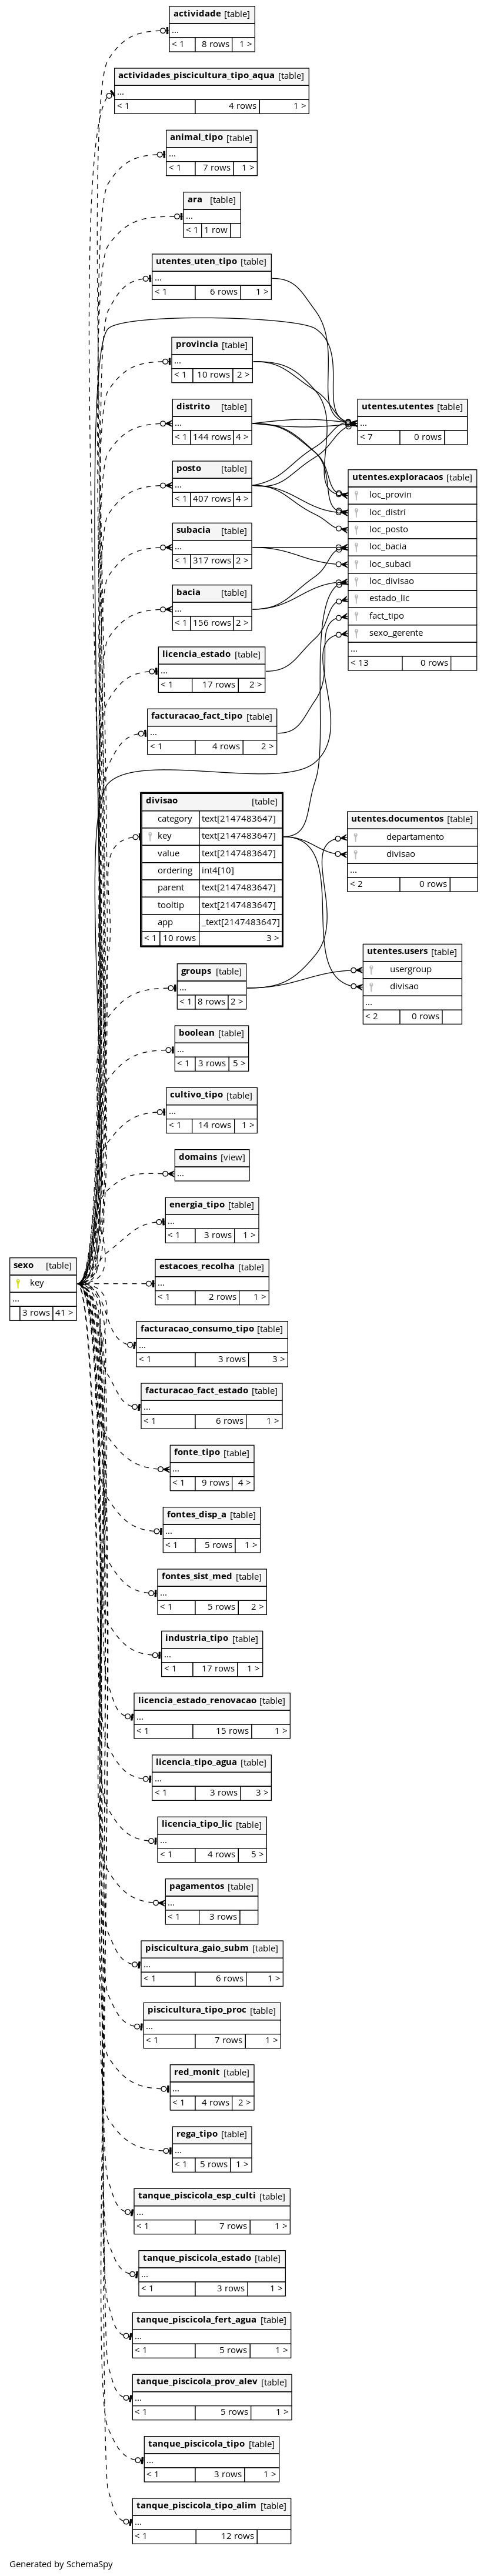 actividade [table]
...
< 1 8 rows 1 >
actividades_piscicultura_tipo_aqua [table]
...
< 1 4 rows 1 >
animal_tipo [table]
...
< 1 7 rows 1 >
ara [table]
...
< 1 1 row
utentes_uten_tipo [table]
...
< 1 6 rows 1 >
provincia [table]
...
< 1 10 rows 2 >
distrito [table]
...
< 1 144 rows 4 >
posto [table]
...
< 1 407 rows 4 >
subacia [table]
...
< 1 317 rows 2 >
bacia [table]
...
< 1 156 rows 2 >
licencia_estado [table]
...
< 1 17 rows 2 >
facturacao_fact_tipo [table]
...
< 1 4 rows 2 >
utentes.utentes [table]
...
< 7 0 rows
utentes.exploracaos [table]
loc_provin
loc_distri
loc_posto
loc_bacia
loc_subaci
loc_divisao
estado_lic
fact_tipo
sexo_gerente
...
< 13 0 rows
divisao [table]
category text[2147483647]
key text[2147483647]
value text[2147483647]
ordering int4[10]
parent text[2147483647]
tooltip text[2147483647]
app _text[2147483647]
< 1 10 rows 3 >
utentes.documentos [table]
departamento
divisao
...
< 2 0 rows
utentes.users [table]
usergroup
divisao
...
< 2 0 rows
groups [table]
...
< 1 8 rows 2 >
boolean [table]
...
< 1 3 rows 5 >
cultivo_tipo [table]
...
< 1 14 rows 1 >
domains [view]
...
energia_tipo [table]
...
< 1 3 rows 1 >
sexo [table]
key
...
3 rows 41 >
estacoes_recolha [table]
...
< 1 2 rows 1 >
facturacao_consumo_tipo [table]
...
< 1 3 rows 3 >
facturacao_fact_estado [table]
...
< 1 6 rows 1 >
fonte_tipo [table]
...
< 1 9 rows 4 >
fontes_disp_a [table]
...
< 1 5 rows 1 >
fontes_sist_med [table]
...
< 1 5 rows 2 >
industria_tipo [table]
...
< 1 17 rows 1 >
licencia_estado_renovacao [table]
...
< 1 15 rows 1 >
licencia_tipo_agua [table]
...
< 1 3 rows 3 >
licencia_tipo_lic [table]
...
< 1 4 rows 5 >
pagamentos [table]
...
< 1 3 rows
piscicultura_gaio_subm [table]
...
< 1 6 rows 1 >
piscicultura_tipo_proc [table]
...
< 1 7 rows 1 >
red_monit [table]
...
< 1 4 rows 2 >
rega_tipo [table]
...
< 1 5 rows 1 >
tanque_piscicola_esp_culti [table]
...
< 1 7 rows 1 >
tanque_piscicola_estado [table]
...
< 1 3 rows 1 >
tanque_piscicola_fert_agua [table]
...
< 1 5 rows 1 >
tanque_piscicola_prov_alev [table]
...
< 1 5 rows 1 >
tanque_piscicola_tipo [table]
...
< 1 3 rows 1 >
tanque_piscicola_tipo_alim [table]
...
< 1 12 rows
Generated by SchemaSpy